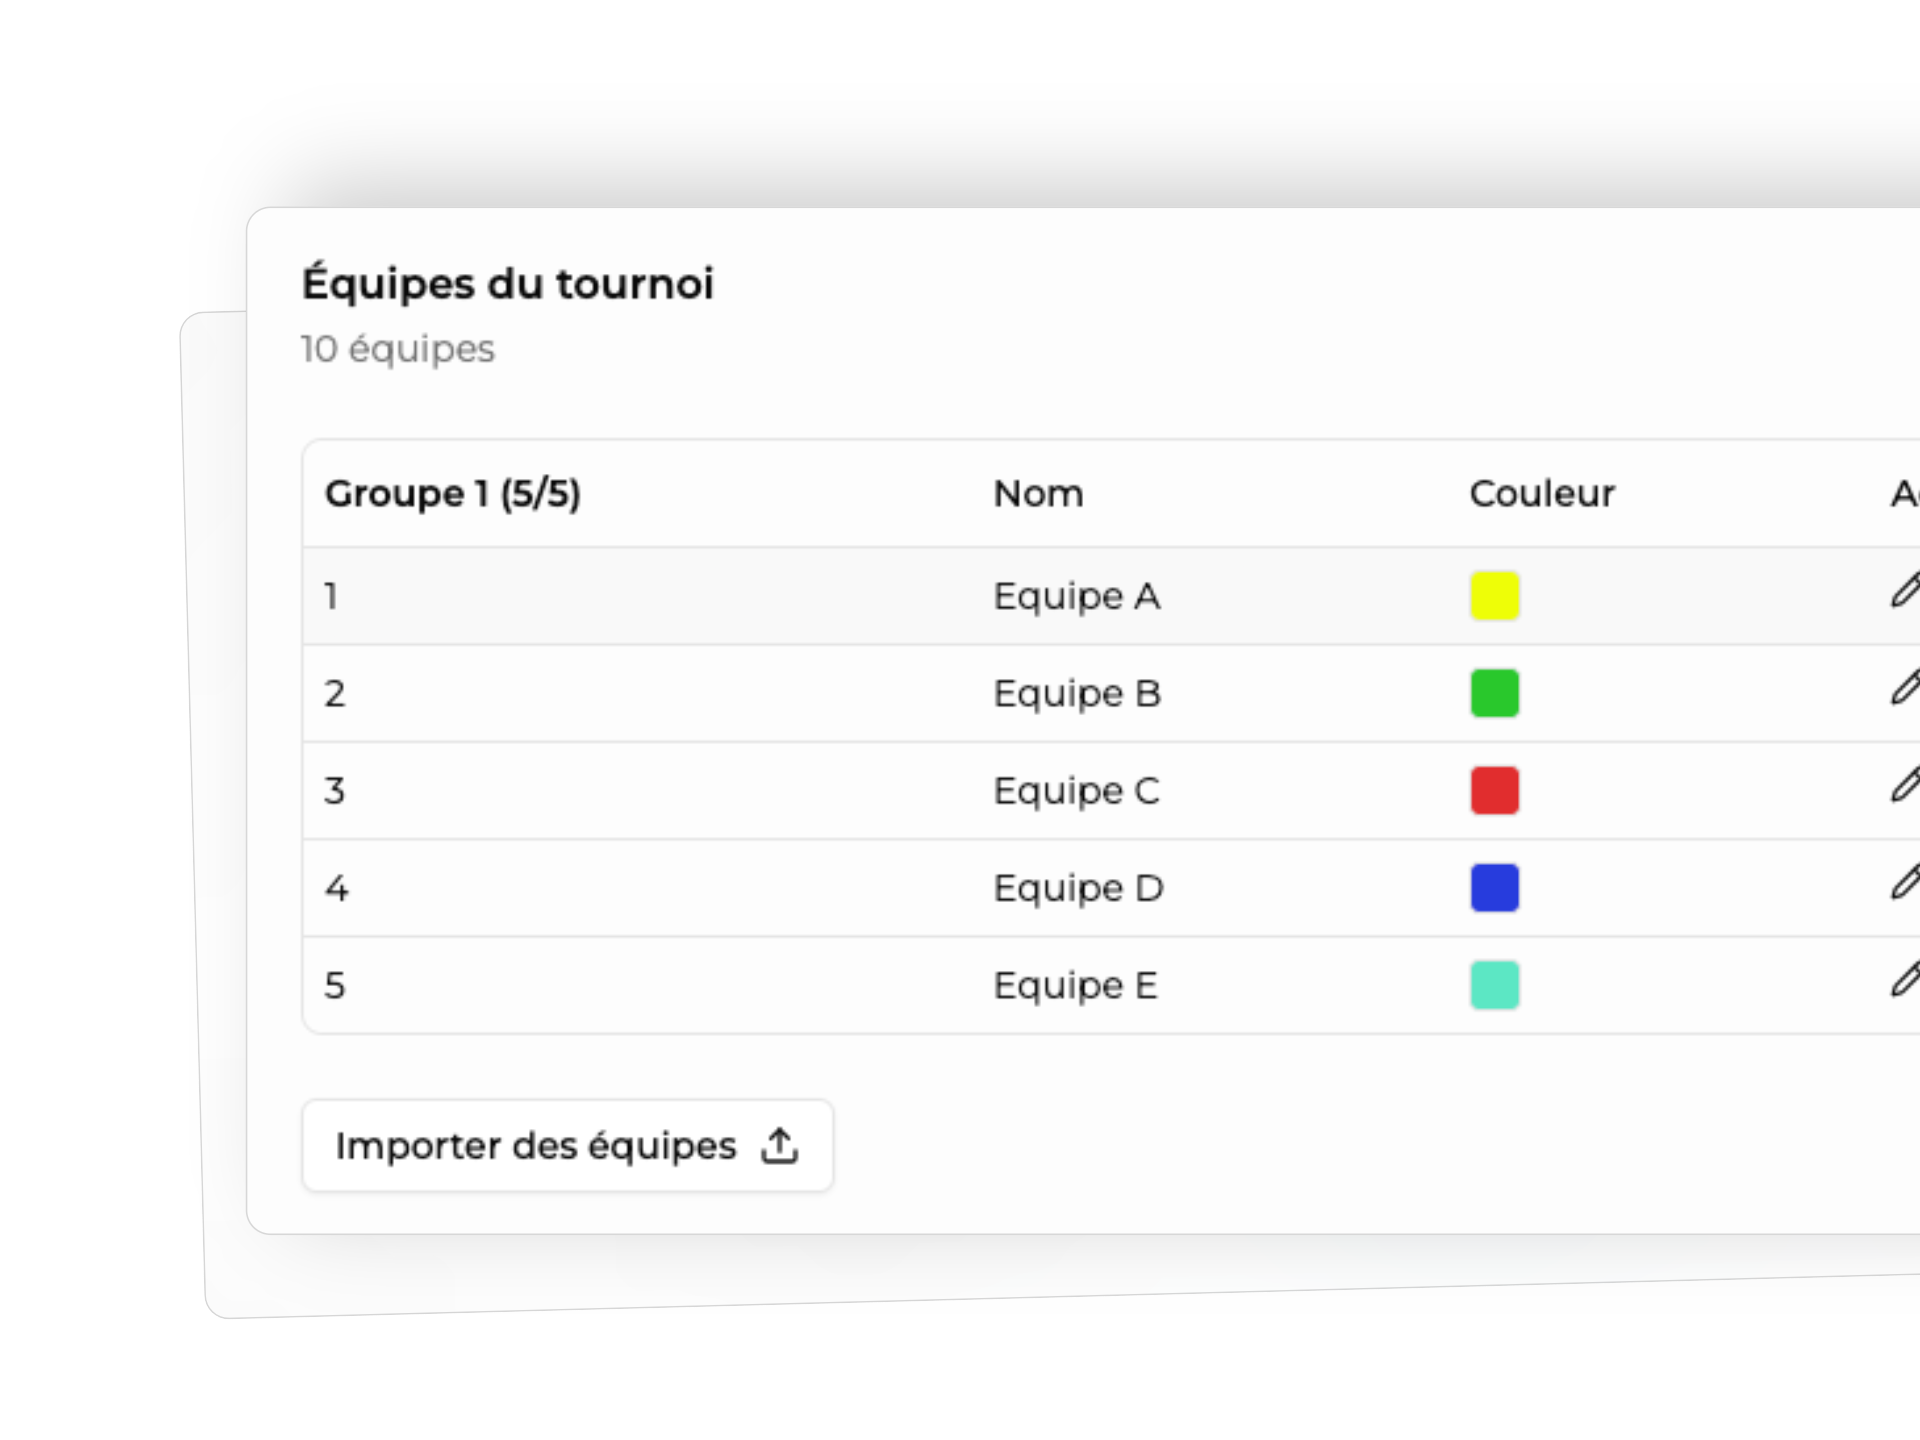 Équipes du tournoi
10 équipes
Groupe 1 (5/5) Nom Couleur
1 Equipe A
2 Equipe B
3 Equipe C
4 Equipe D
5 Equipe E
Importer des équipes